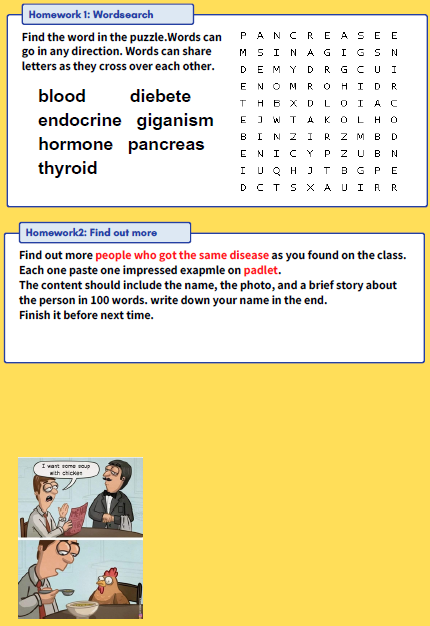 Homework 1: Wordsearch
Find the word in the puzzle.Words can
go in any direction. Words can share
letters as they cross over each other.
blood diebete
endocrine giganism
hormone pancreas
thyroid
P A N C R E A S E E
M S I N A G I G S N
D E M Y D R G C U I
E N O M R O H I D R
T H B X D L O I A C
E J W T A K O L H O
B I N Z I R Z M B D
E N I C Y P Z U B N
I U Q H J T B G P E
D C T S X A U I R R
Homework2: Find out more
Find out more people who got the same disease as you found on the class.
Each one paste one impressed exapmle on padlet.
The content should include the name, the photo, and a brief story about
the person in 100 words. write down your name in the end.
Finish it before next time.
I want some soup
with chicken